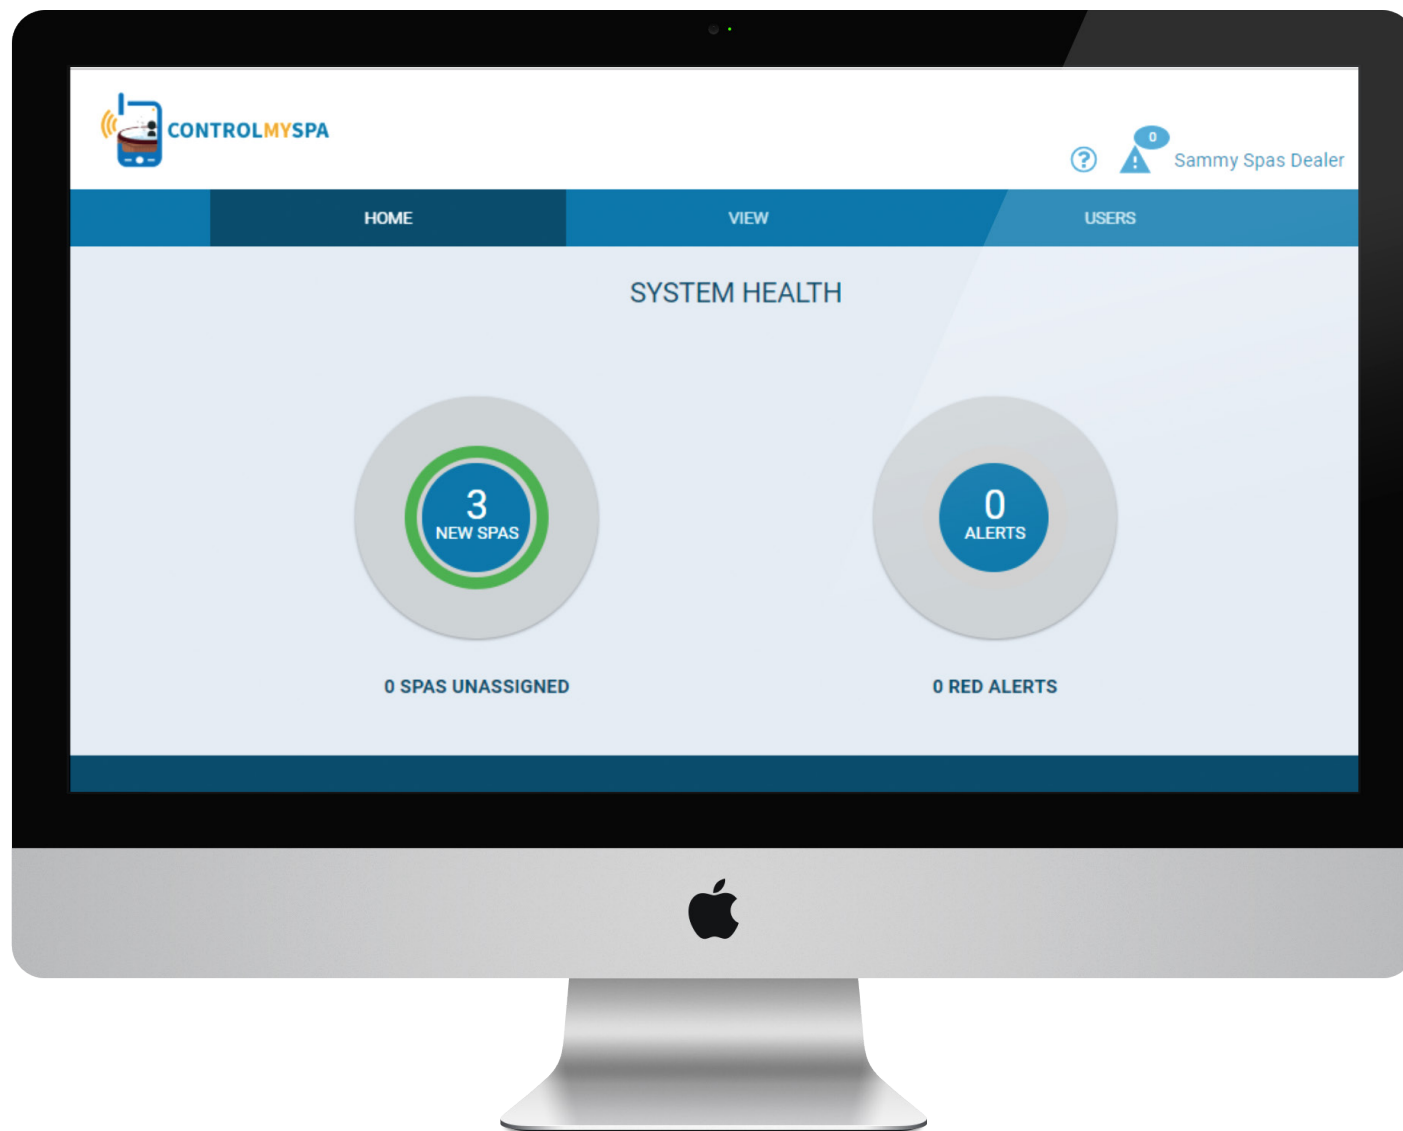 CONTROLMYSPA
0
Sammy Spas Dealer
HOME VIEW USERS
SYSTEM HEALTH
3
NEW SPAS
0
ALERTS
0 SPAS UNASSIGNED
0 RED ALERTS